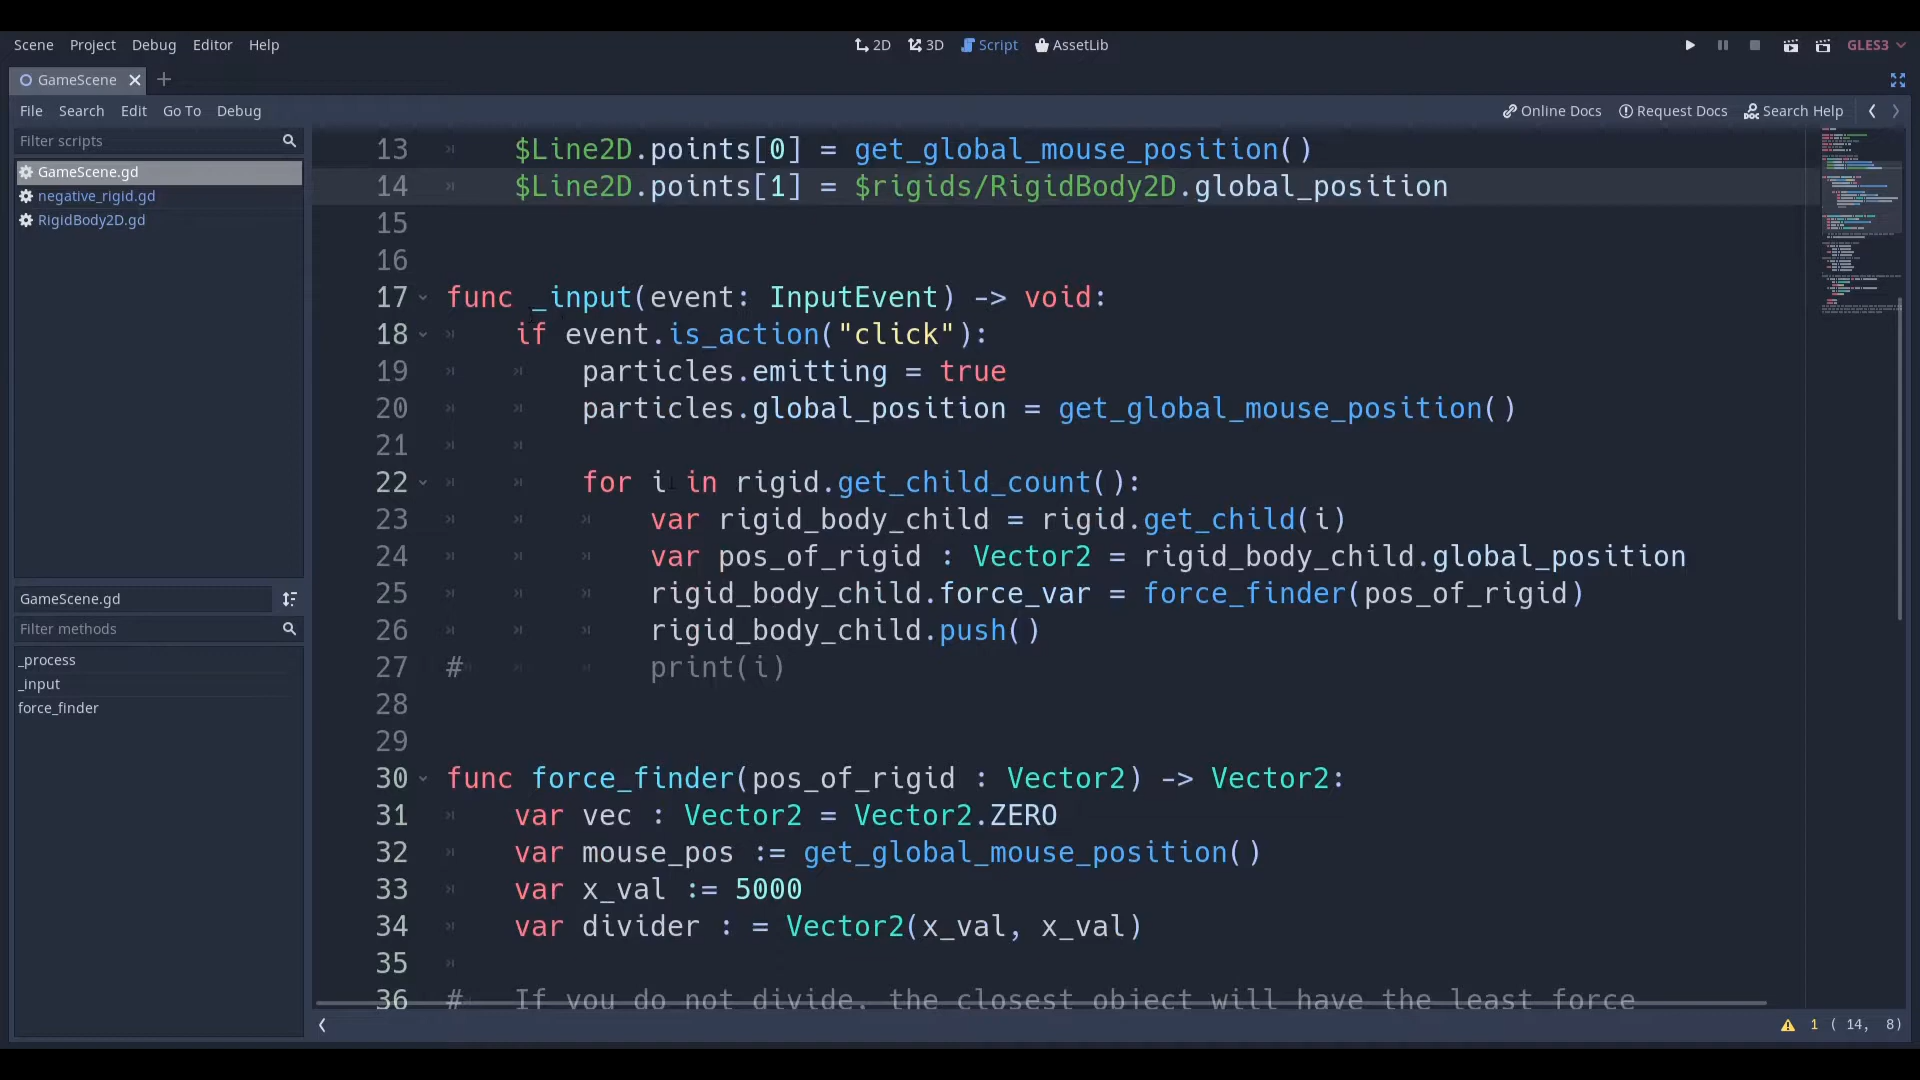 Scene Project Debug Editor Help 2D 3D Script AssetLib GLES3
GameScene
File Search Edit Go To Debug Online Docs Request Docs Search Help
Filter scripts
GameScene.gd
negative_rigid.gd
RigidBody2D.gd
GameScene.gd
Filter methods
_process
_input
force_finder
13 $Line2D.points[0] = get_global_mouse_position()
14 $Line2D.points[1] = $rigids/RigidBody2D.global_position
15
16
17 func _input(event: InputEvent) -> void:
18 if event.is_action("click"):
19 particles.emitting = true
20 particles.global_position = get_global_mouse_position()
21
22 for i in rigid.get_child_count():
23 var rigid_body_child = rigid.get_child(i)
24 var pos_of_rigid : Vector2 = rigid_body_child.global_position
25 rigid_body_child.force_var = force_finder(pos_of_rigid)
26 rigid_body_child.push()
27 # print(i)
28
29
30 func force_finder(pos_of_rigid : Vector2) -> Vector2:
31 var vec : Vector2 = Vector2.ZERO
32 var mouse_pos := get_global_mouse_position()
33 var x_val := 5000
34 var divider : = Vector2(x_val, x_val)
35
36 # If you do not divide, the closest object will have the least force
1 ( 14, 8)